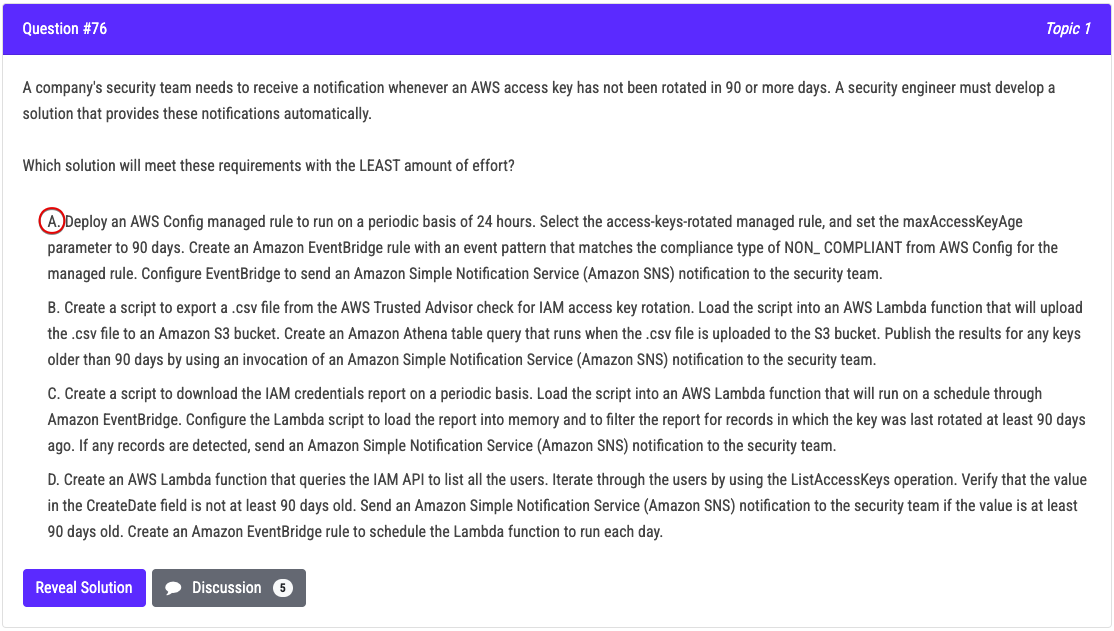 Question #76
Topic 1
A company's security team needs to receive a notification whenever an AWS access key has not been rotated in 90 or more days. A security engineer must develop a
solution that provides these notifications automatically.
Which solution will meet these requirements with the LEAST amount of effort?
A. Deploy an AWS Config managed rule to run on a periodic basis of 24 hours. Select the access-keys-rotated managed rule, and set the maxAccessKeyAge
parameter to 90 days. Create an Amazon EventBridge rule with an event pattern that matches the compliance type of NON_ COMPLIANT from AWS Config for the
managed rule. Configure EventBridge to send an Amazon Simple Notification Service (Amazon SNS) notification to the security team.
B. Create a script to export a .csv file from the AWS Trusted Advisor check for IAM access key rotation. Load the script into an AWS Lambda function that will upload
the .csv file to an Amazon S3 bucket. Create an Amazon Athena table query that runs when the .csv file is uploaded to the S3 bucket. Publish the results for any keys
older than 90 days by using an invocation of an Amazon Simple Notification Service (Amazon SNS) notification to the security team.
C. Create a script to download the IAM credentials report on a periodic basis. Load the script into an AWS Lambda function that will run on a schedule through
Amazon EventBridge. Configure the Lambda script to load the report into memory and to filter the report for records in which the key was last rotated at least 90 days
ago. If any records are detected, send an Amazon Simple Notification Service (Amazon SNS) notification to the security team.
D. Create an AWS Lambda function that queries the IAM API to list all the users. Iterate through the users by using the ListAccessKeys operation. Verify that the value
in the CreateDate field is not at least 90 days old. Send an Amazon Simple Notification Service (Amazon SNS) notification to the security team if the value is at least
90 days old. Create an Amazon EventBridge rule to schedule the Lambda function to run each day.
Reveal Solution
Discussion 5